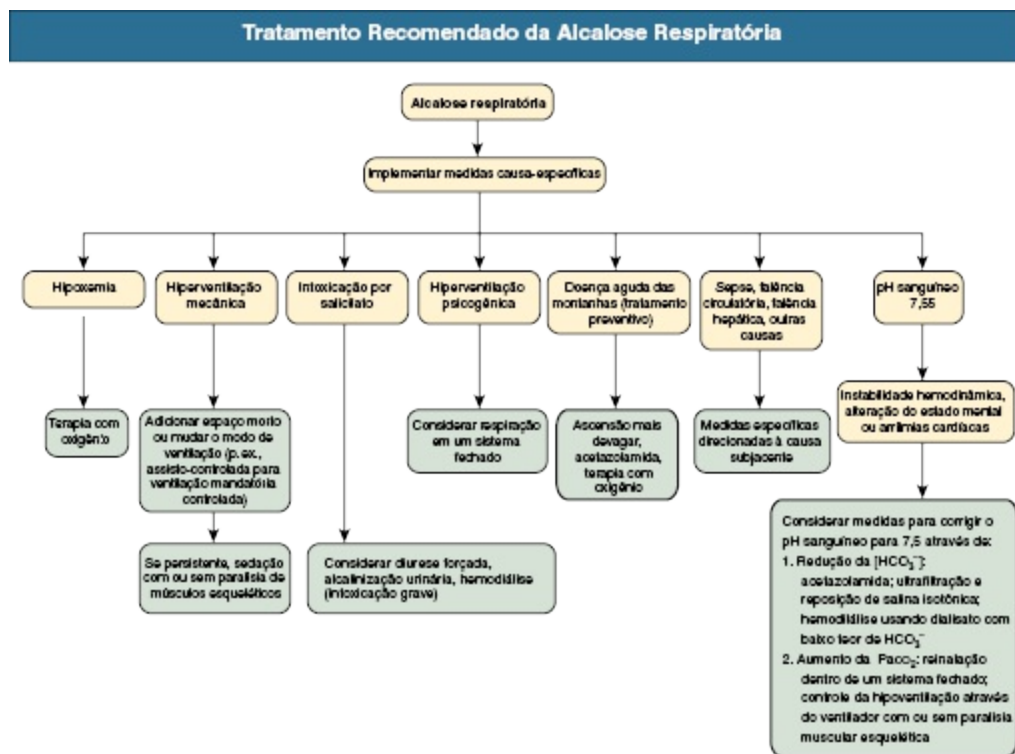 Tratamento Recomendado da Alcalose Respiratória
Alcalose respiratória
Implementar medidas causa-específicas
Hipoxemia
Terapia com
oxigênio
Hiperventilação
mecânica
Adicionar espaço morto
ou mudar o modo de
ventilação (p. ex.,
assisto-controlada para
ventilação mandatória
controlada)
Se persistente, sedação
com ou sem paralisia de
músculos esqueléticos
Intoxicação por
salicilato
Considerar diurese forçada,
alcalinização urinária, hemodiálise
(intoxicação grave)
Hiperventilação
psicogênica
Considerar respiração
em um sistema
fechado
Doença aguda das
montanhas (tratamento
preventivo)
Ascensão mais
devagar,
acetazolamida,
terapia com
oxigênio
Sepse, falência
circulatória, falência
hepática, outras
causas
Medidas específicas
direcionadas à causa
subjacente
pH sanguíneo
7,55
Instabilidade hemodinâmica,
alteração do estado mental
ou arritmias cardíacas
Considerar medidas para corrigir o
pH sanguíneo para 7,5 através de:
1. Redução da [HCO₃⁻]:
acetazolamida; ultrafiltração e
reposição de salina isotônica;
hemodiálise usando dialisato com
baixo teor de HCO₃⁻
2. Aumento da Paco₂: reinalação
dentro de um sistema fechado;
controle da hipoventilação através
do ventilador com ou sem paralisia
muscular esquelética